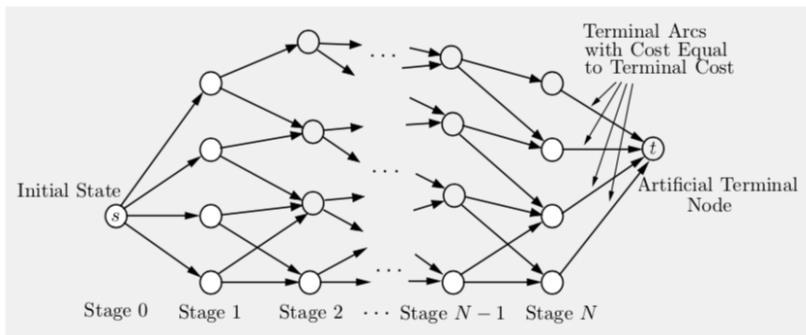 Terminal Arcs
with Cost Equal
to Terminal Cost
. . .
t
Initial State
. . .
Artificial Terminal
Node
s
. . .
Stage 0 Stage 1 Stage 2 · · · Stage N − 1 Stage N